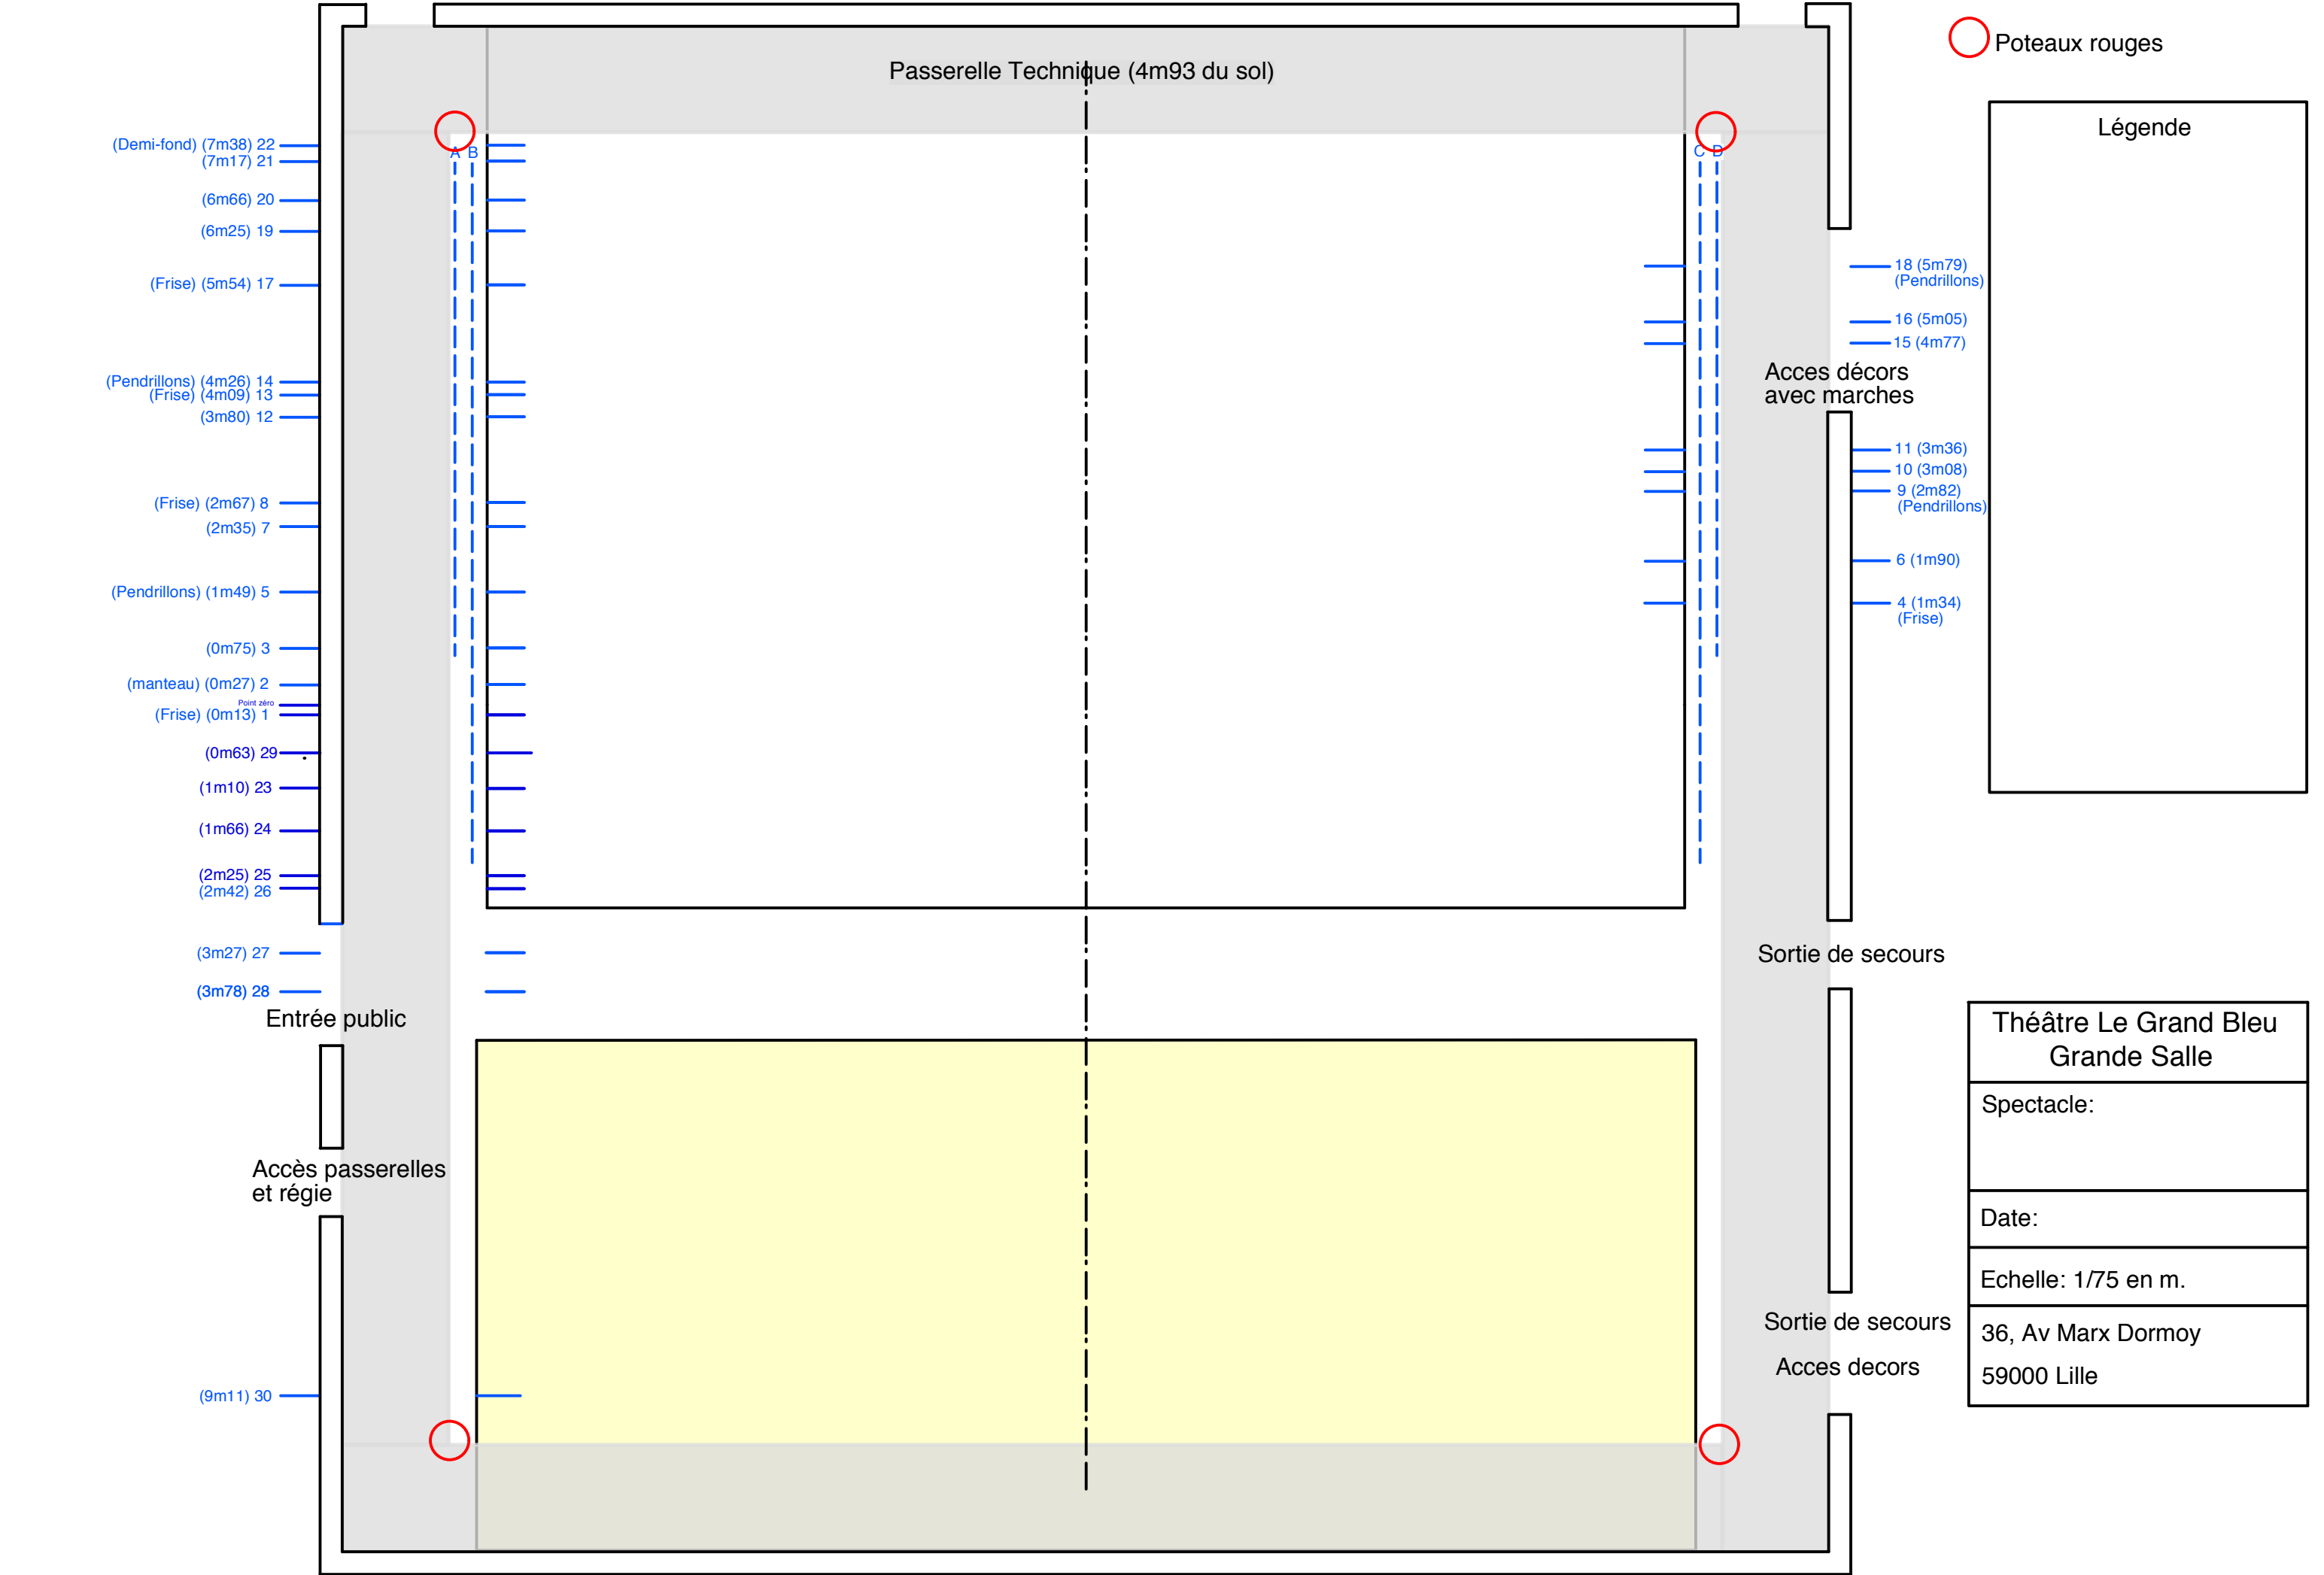 Passerelle Technique (4m93 du sol)
Poteaux rouges
Légende
(Demi-fond) (7m38) 22
(7m17) 21
(6m66) 20
(6m25) 19
(Frise) (5m54) 17
(Pendrillons) (4m26) 14
(Frise) (4m09) 13
(3m80) 12
(Frise) (2m67) 8
(2m35) 7
(Pendrillons) (1m49) 5
(0m75) 3
(manteau) (0m27) 2
Point zéro
(Frise) (0m13) 1
(0m63) 29
(1m10) 23
(1m66) 24
(2m25) 25
(2m42) 26
(3m27) 27
(3m78) 28
Entrée public
Accès passerelles
et régie
(9m11) 30
A B
C D
18 (5m79)
(Pendrillons)
16 (5m05)
15 (4m77)
Acces décors
avec marches
11 (3m36)
10 (3m08)
9 (2m82)
(Pendrillons)
6 (1m90)
4 (1m34)
(Frise)
Sortie de secours
Sortie de secours
Acces decors
Théâtre Le Grand Bleu
Grande Salle
Spectacle:
Date:
Echelle: 1/75 en m.
36, Av Marx Dormoy
59000 Lille